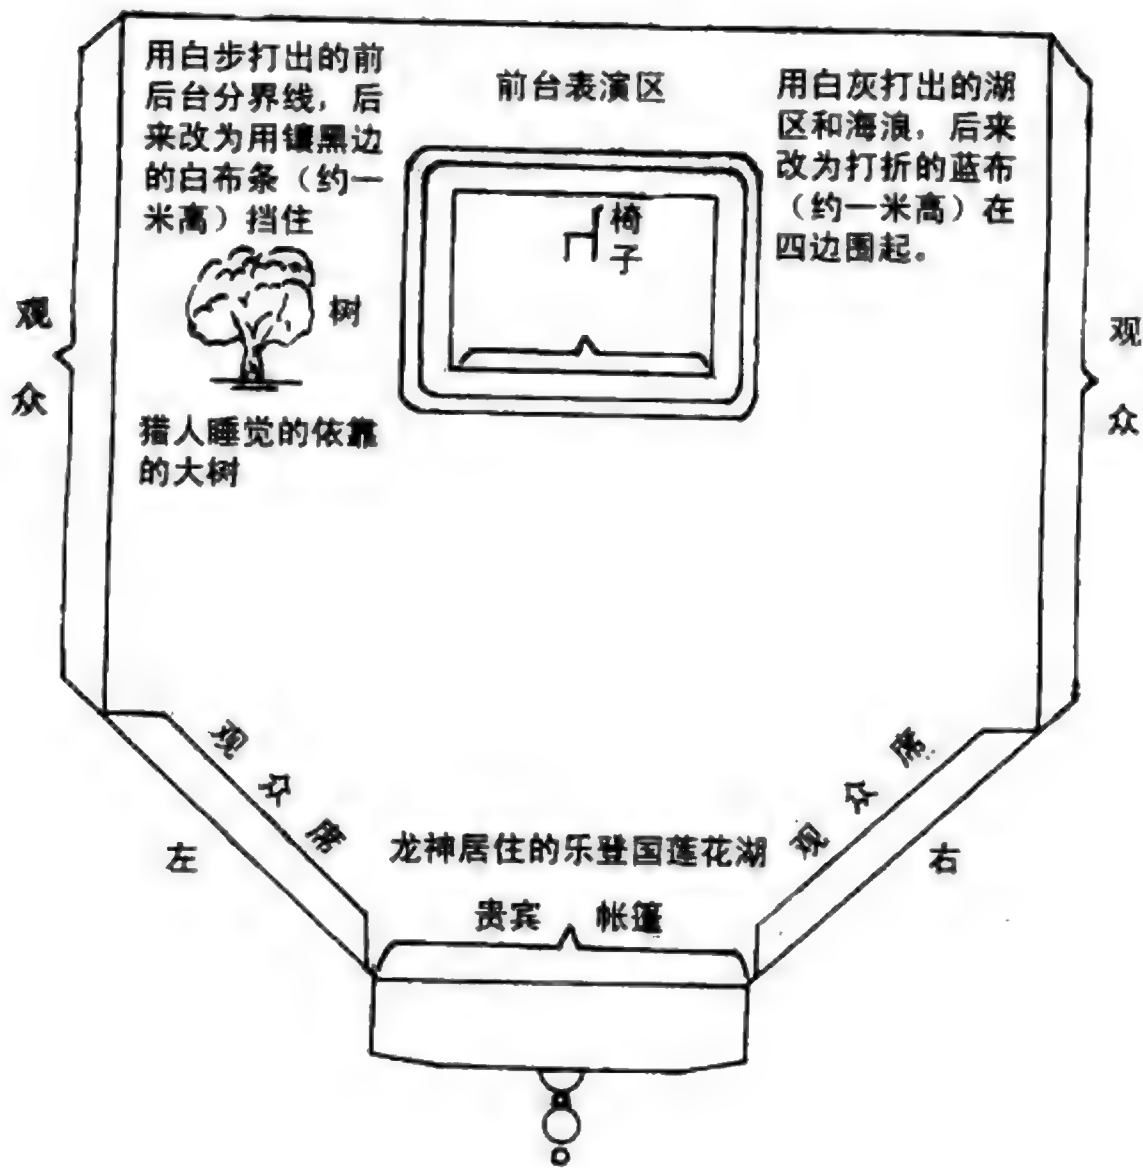 用白步打出的前
后台分界线，后
来改为用镶黑边
的白布条（约一
米高）挡住
前台表演区
用白灰打出的湖
区和海浪，后来
改为打折的蓝布
（约一米高）在
四边围起。
椅
子
树
观
众
观
众
猎人睡觉的依靠
的大树
观众席
观众席
左
右
龙神居住的乐登国莲花湖
贵宾 帐篷